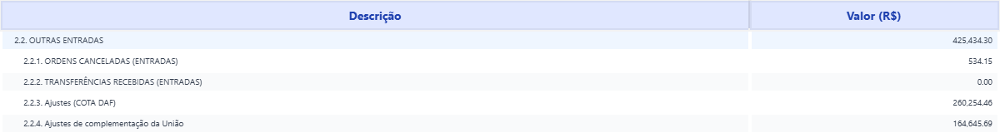 Descrição Valor (R$)
2.2. OUTRAS ENTRADAS 425,434.30
2.2.1. ORDENS CANCELADAS (ENTRADAS) 534.15
2.2.2. TRANSFERÊNCIAS RECEBIDAS (ENTRADAS) 0.00
2.2.3. Ajustes (COTA DAF) 260,254.46
2.2.4. Ajustes de complementação da União 164,645.69